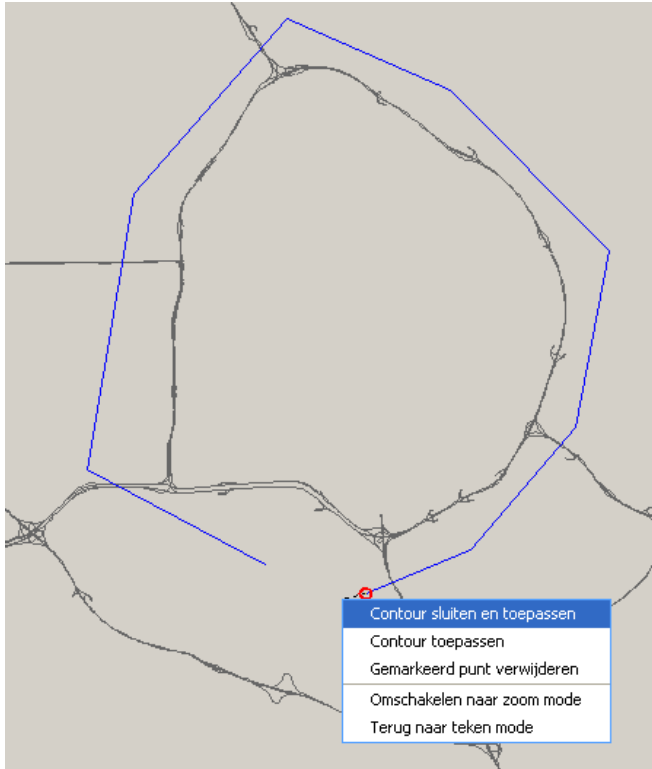 Contour sluiten en toepassen
Contour toepassen
Gemarkeerd punt verwijderen
Omschakelen naar zoom mode
Terug naar teken mode